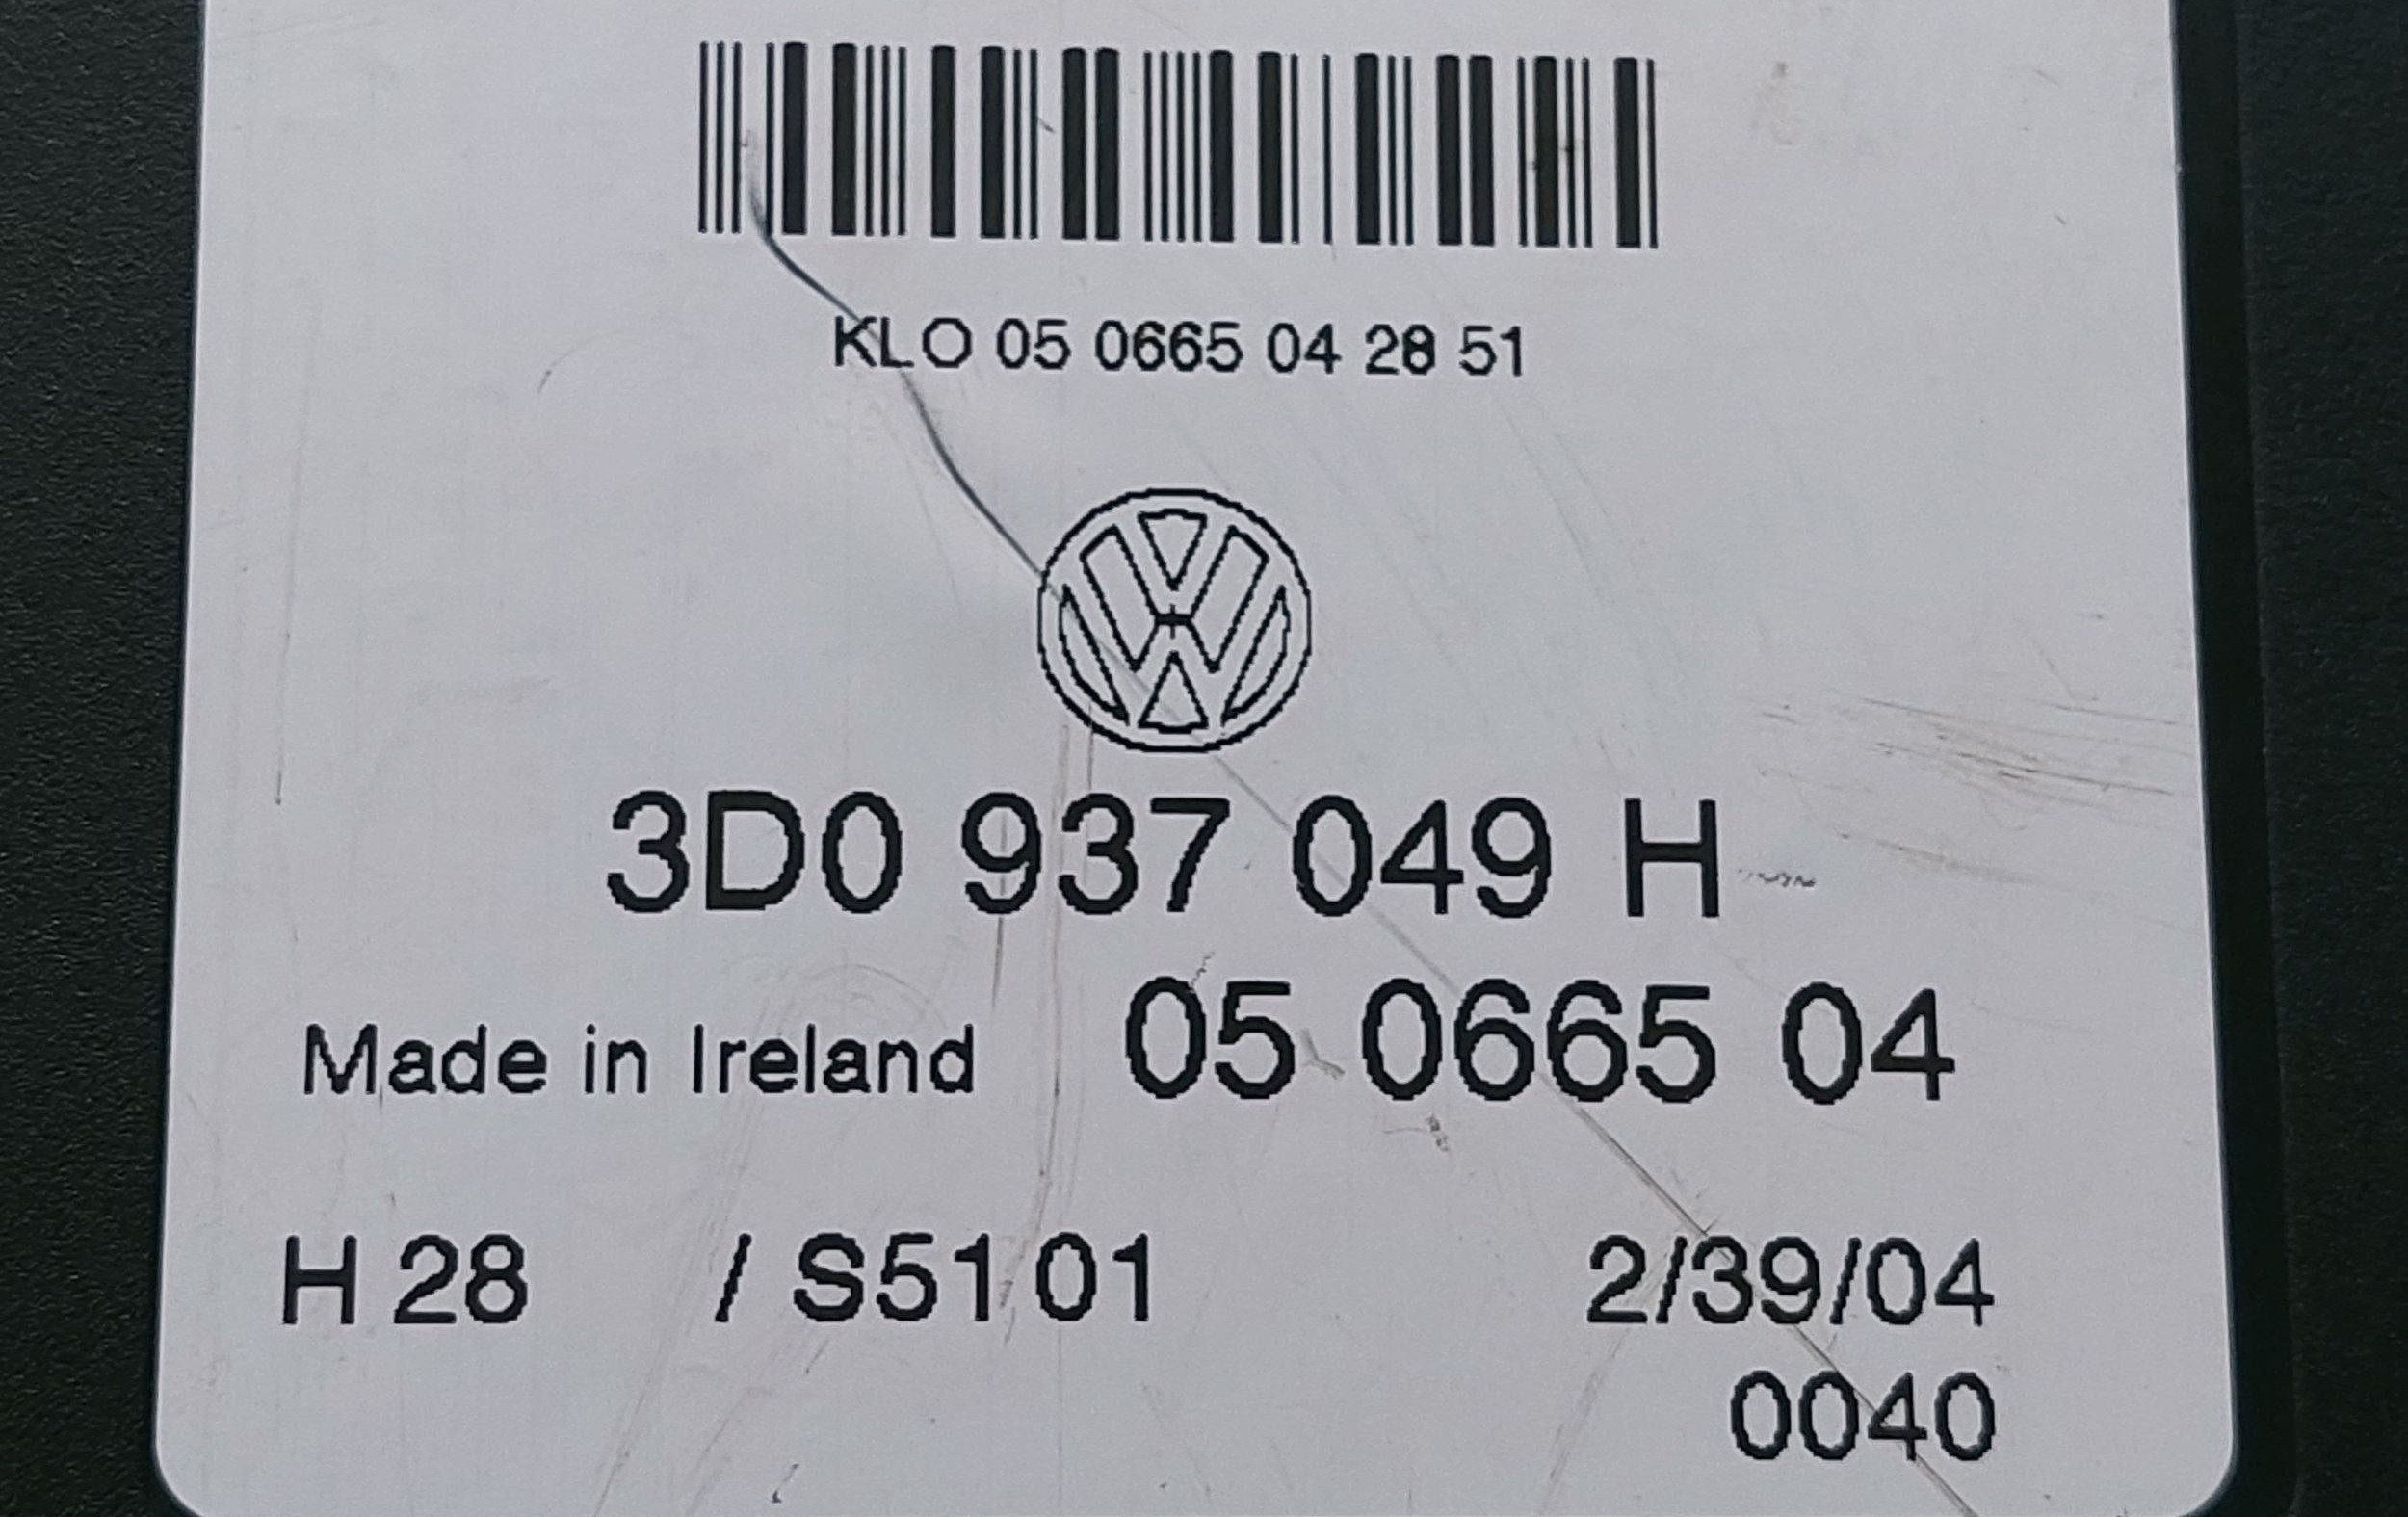 KLO 05 0665 04 28 51
3D0 937 049 H
Made in Ireland 05 0665 04
H 28 / S51 01 2/39/04
0040